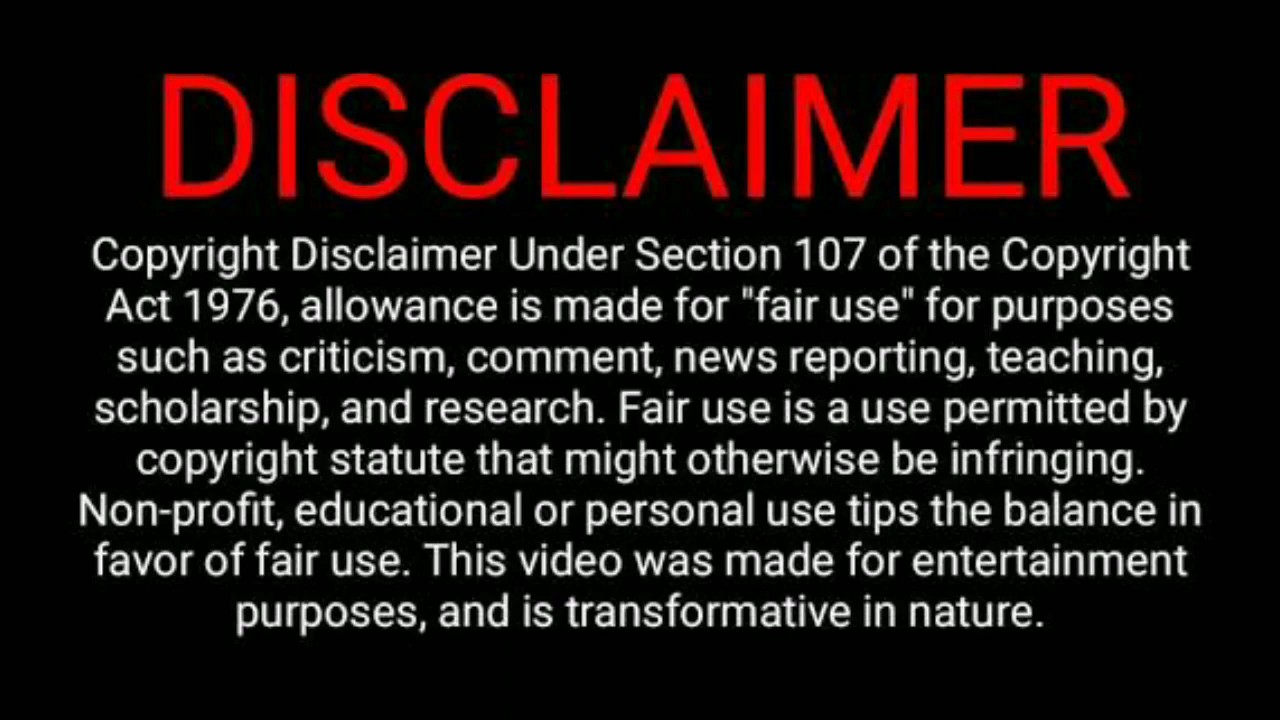 DISCLAIMER
Copyright Disclaimer Under Section 107 of the Copyright
Act 1976, allowance is made for "fair use" for purposes
such as criticism, comment, news reporting, teaching,
scholarship, and research. Fair use is a use permitted by
copyright statute that might otherwise be infringing.
Non-profit, educational or personal use tips the balance in
favor of fair use. This video was made for entertainment
purposes, and is transformative in nature.